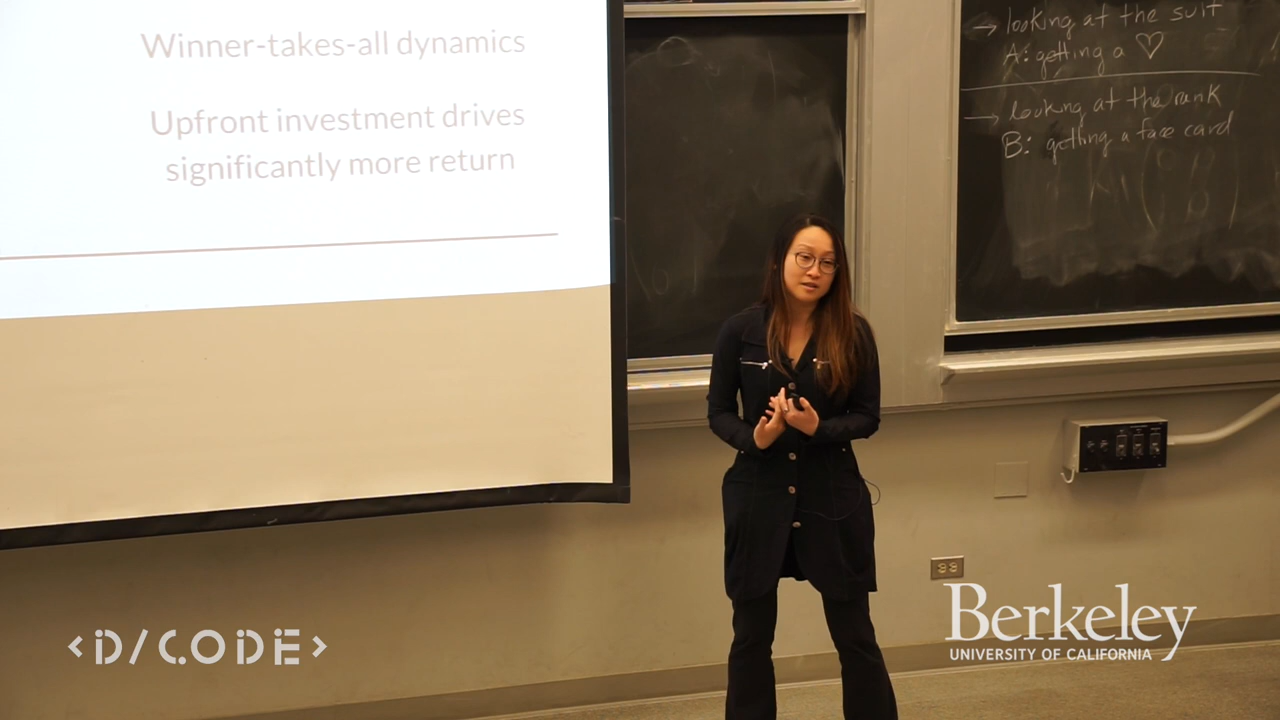 Winner-takes-all dynamics
Upfront investment drives
significantly more return
→ looking at the suit
A: getting a ♡
→ looking at the rank
B: getting a face card
<D/CODE>
Berkeley
UNIVERSITY OF CALIFORNIA